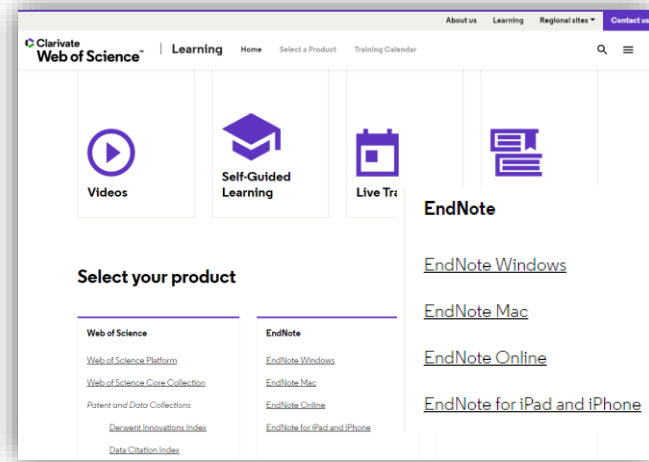 About us Learning Regional sites Contact us
Clarivate
Web of Science™ Learning Home Select a Product Training Calendar
Videos
Self-Guided
Learning
Live Tra
EndNote
EndNote Windows
EndNote Mac
EndNote Online
EndNote for iPad and iPhone
Select your product
Web of Science
Web of Science Platform
Web of Science Core Collection
Patent and Data Collections
Derwent Innovations Index
Data Citation Index
EndNote
EndNote Windows
EndNote Mac
EndNote Online
EndNote for iPad and iPhone